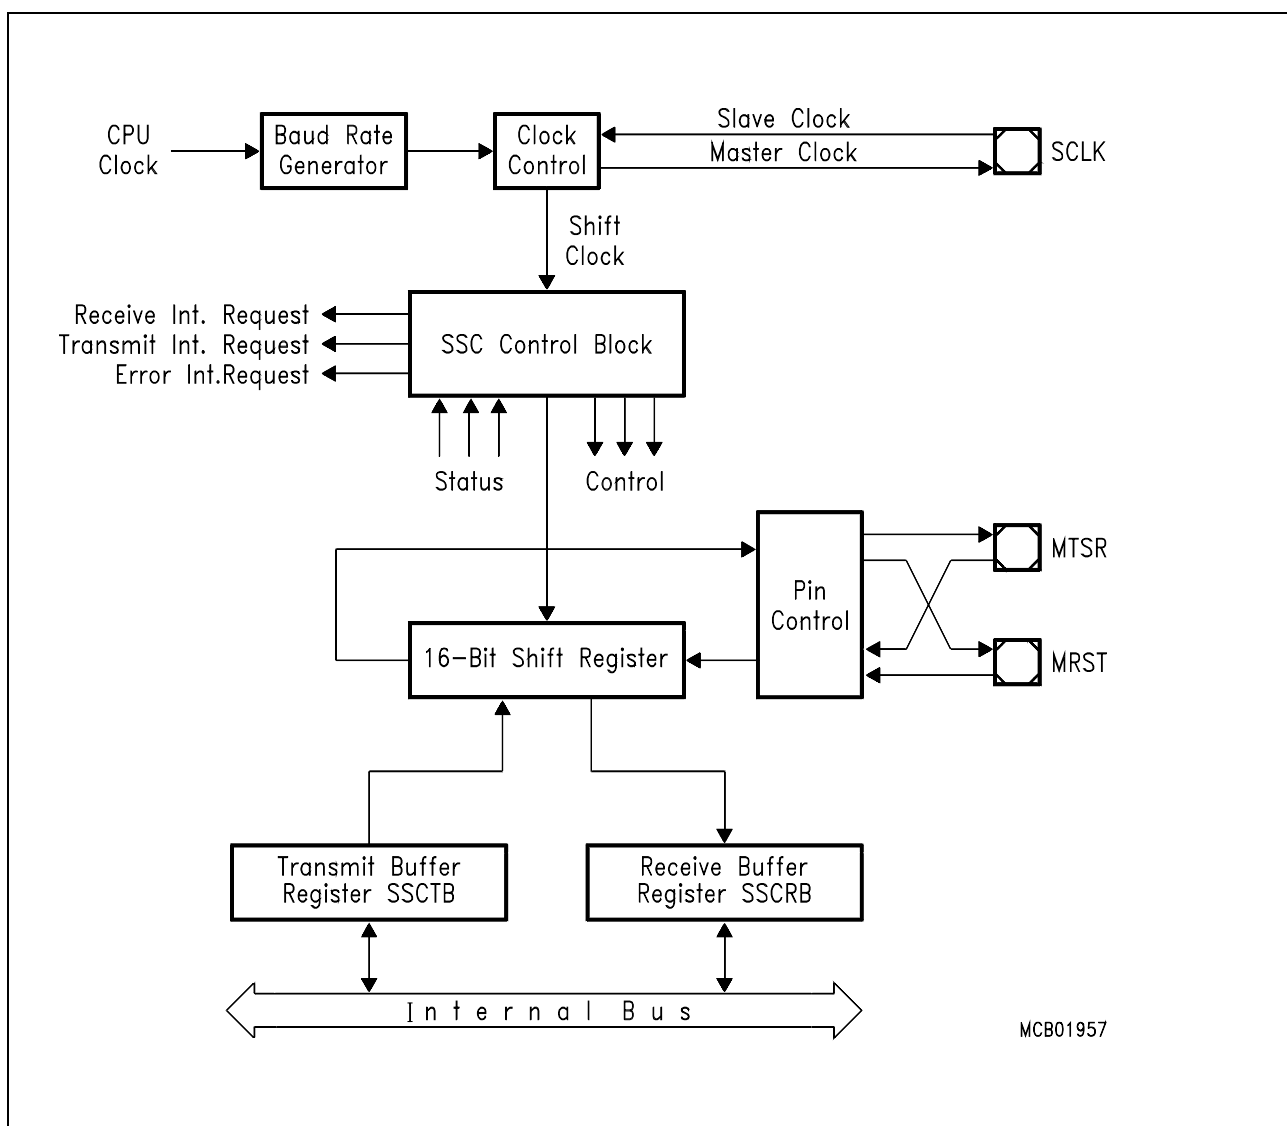 CPU
Clock
Baud Rate
Generator
Clock
Control
Slave Clock
Master Clock
SCLK
Shift
Clock
Receive Int. Request
Transmit Int. Request
Error Int.Request
SSC Control Block
Status
Control
Pin
Control
MTSR
MRST
16-Bit Shift Register
Transmit Buffer
Register SSCTB
Receive Buffer
Register SSCRB
Internal Bus
MCB01957